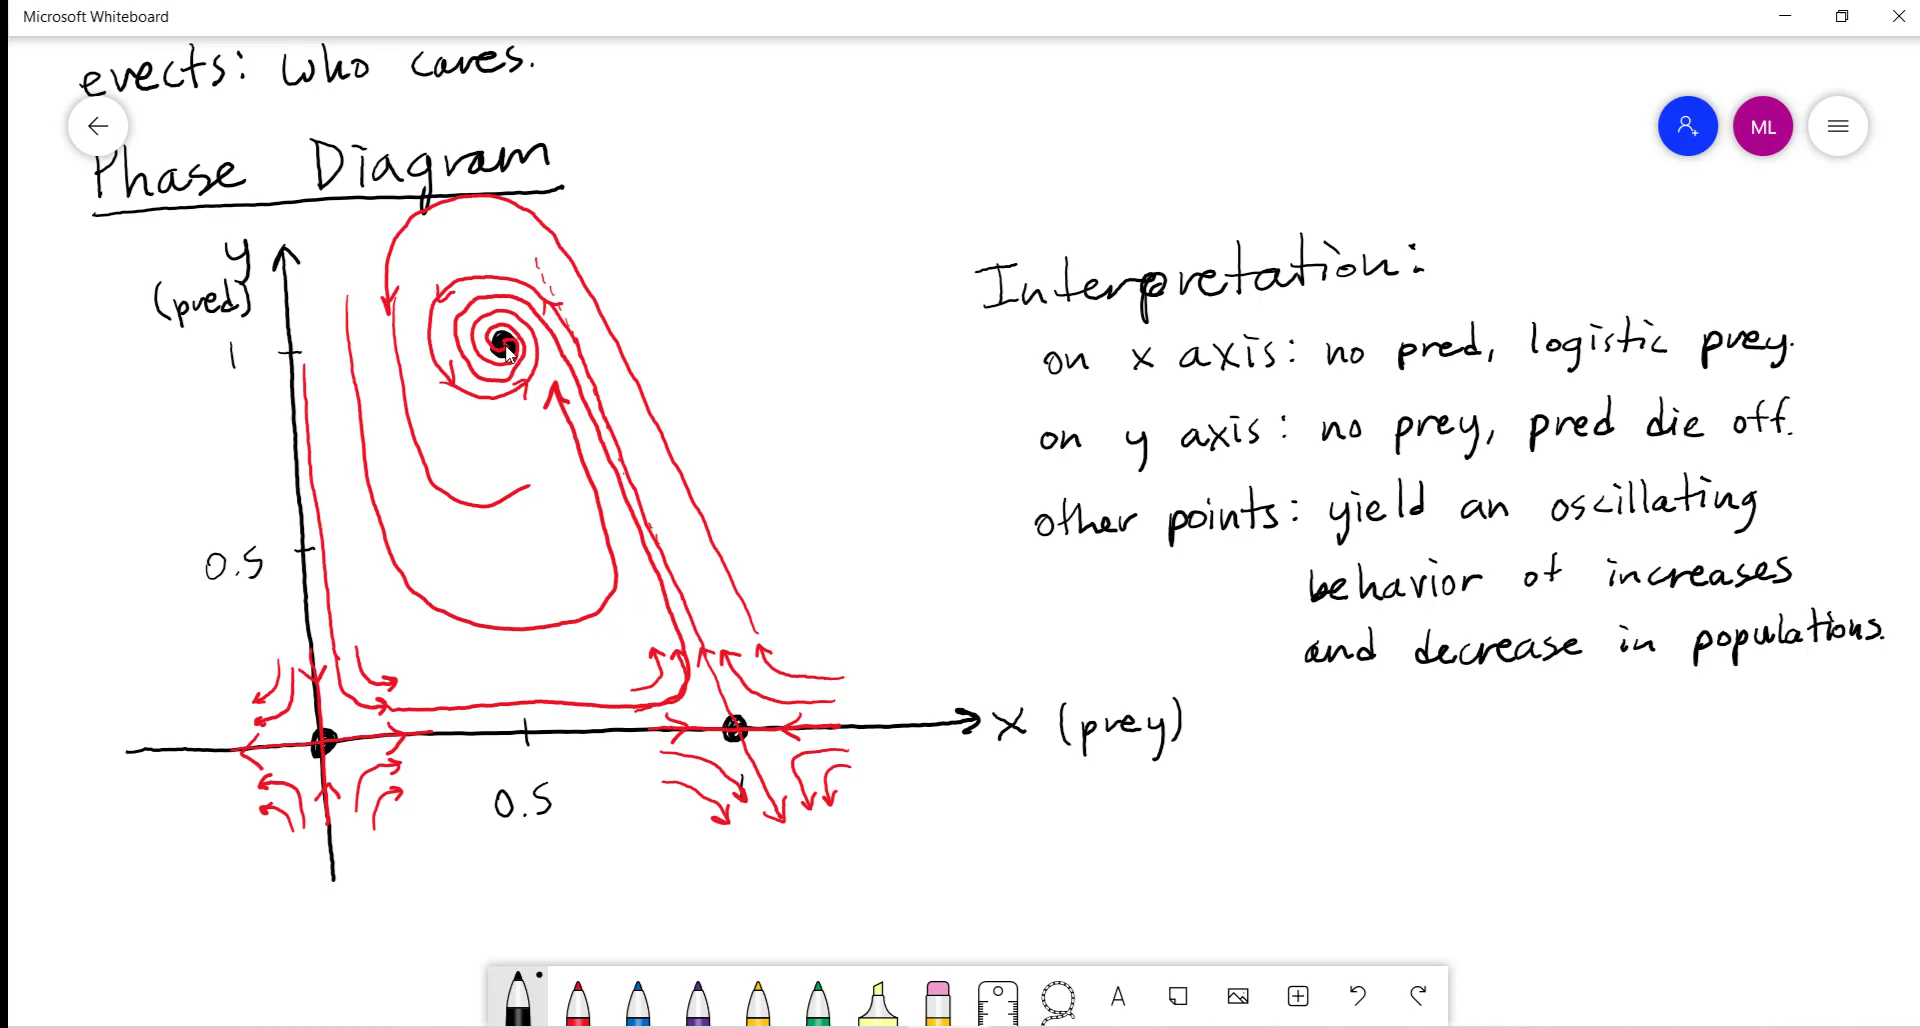 Microsoft Whiteboard
evects: who cares.
ML
Phase Diagram
y
(pred)
1
0.5
0.5
1
x (prey)
Interpretation:
on x axis: no pred, logistic prey.
on y axis: no prey, pred die off.
other points: yield an oscillating
behavior of increases
and decrease in populations.
A